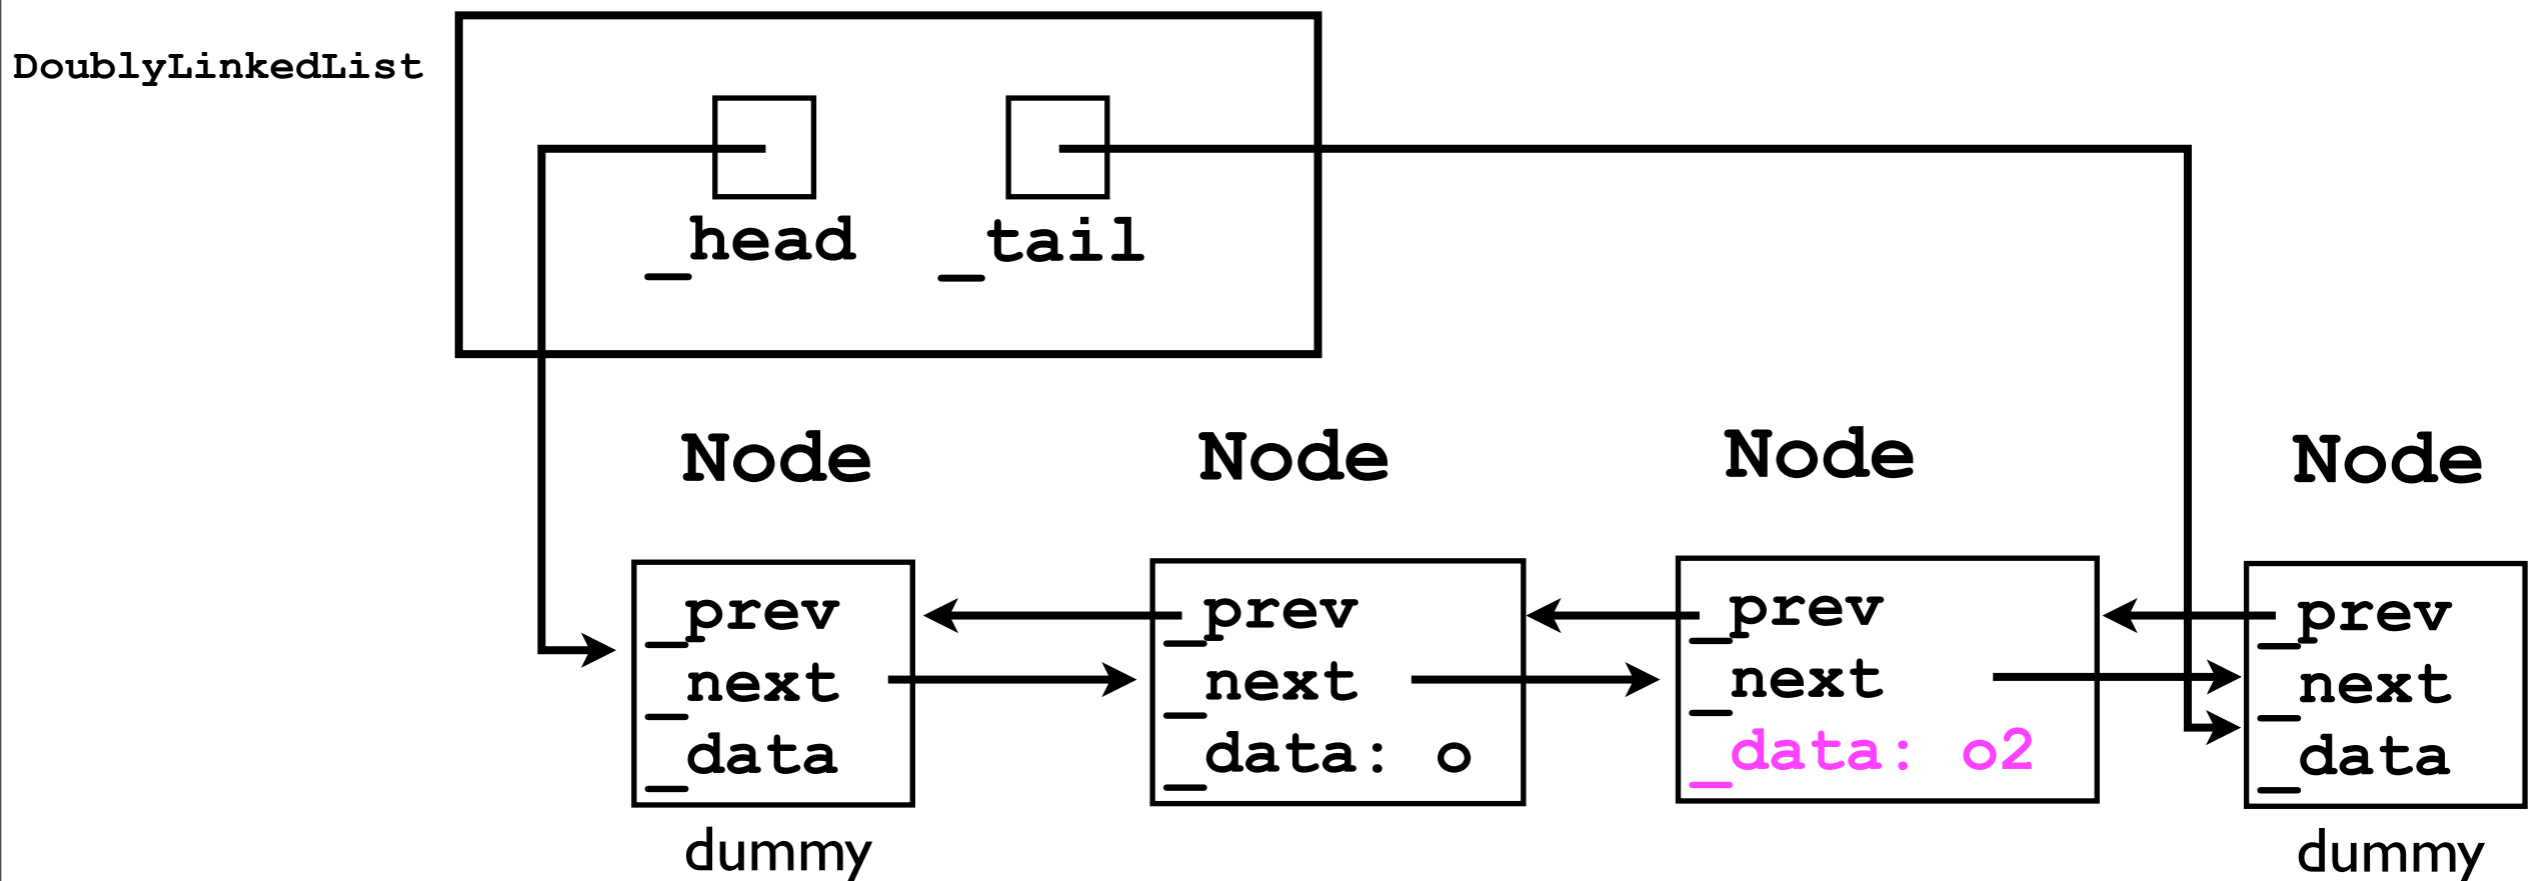 DoublyLinkedList
_head
_tail
Node
Node
Node
Node
_prev
_next
_data
dummy
_prev
_next
_data: o
_prev
_next
_data: o2
_prev
_next
_data
dummy